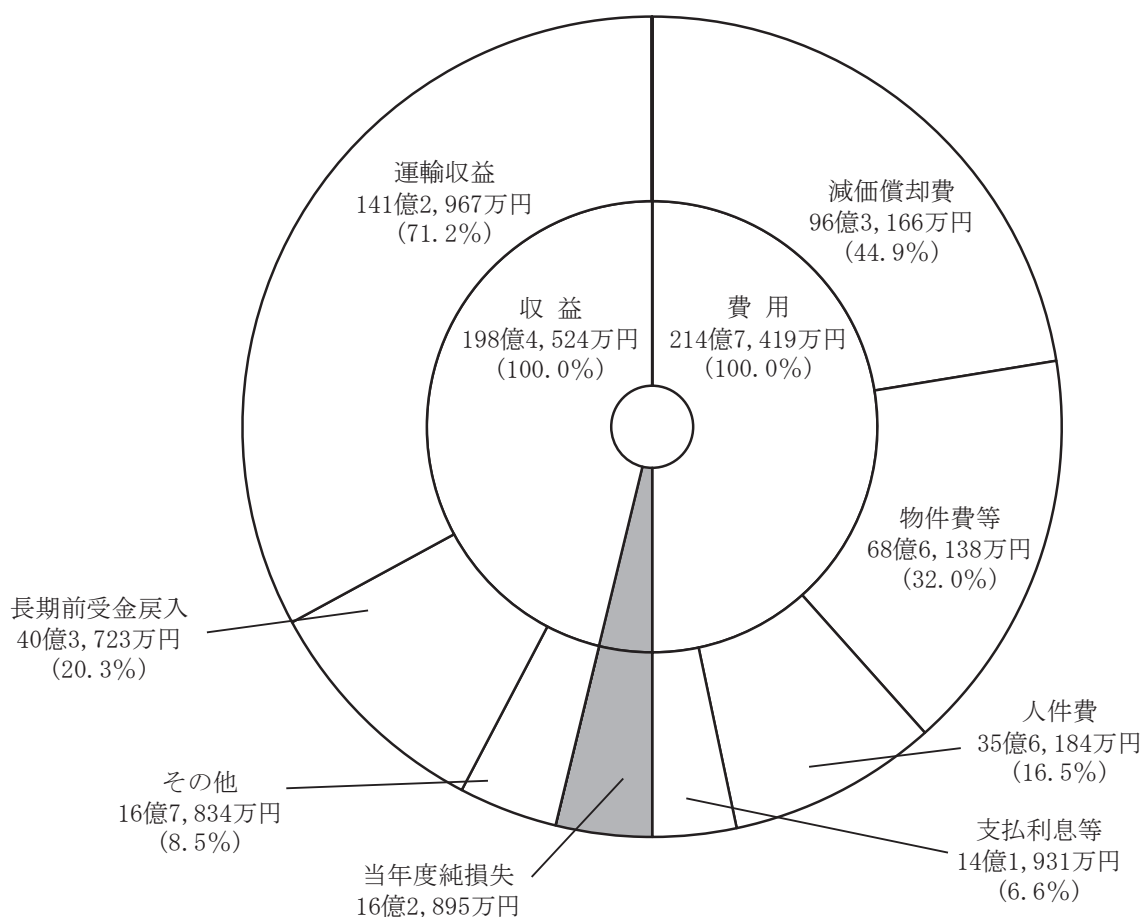 運輸収益
141億2,967万円
(71.2%)
減価償却費
96億3,166万円
(44.9%)
収 益
198億4,524万円
(100.0%)
費 用
214億7,419万円
(100.0%)
物件費等
68億6,138万円
(32.0%)
長期前受金戻入
40億3,723万円
(20.3%)
人件費
35億6,184万円
(16.5%)
その他
16億7,834万円
(8.5%)
支払利息等
14億1,931万円
(6.6%)
当年度純損失
16億2,895万円